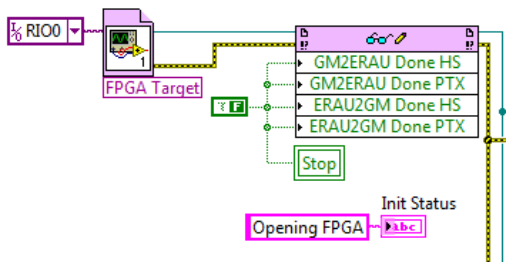 I/O RIO0
1
FPGA Target
GM2ERAU Done HS
GM2ERAU Done PTX
ERAU2GM Done HS
ERAU2GM Done PTX
T F
Stop
Init Status
Opening FPGA
abc